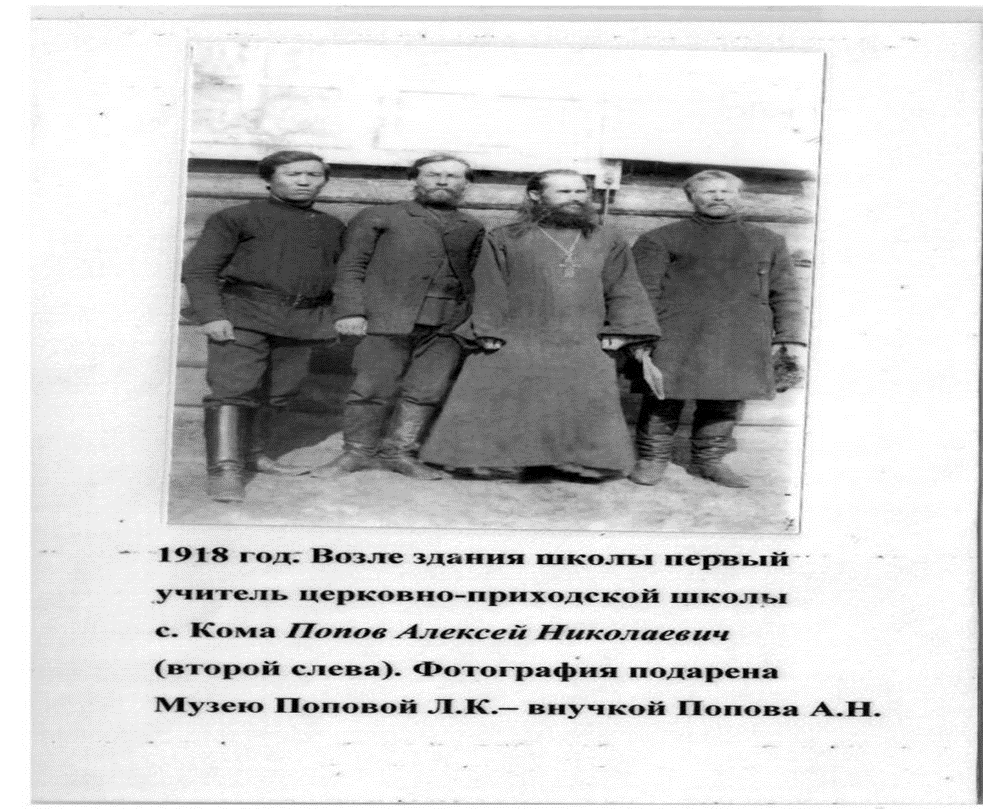 1918 год. Возле здания школы первый
учитель церковно-приходской школы
с. Кома Попов Алексей Николаевич
(второй слева). Фотография подарена
Музею Поповой Л.К.– внучкой Попова А.Н.